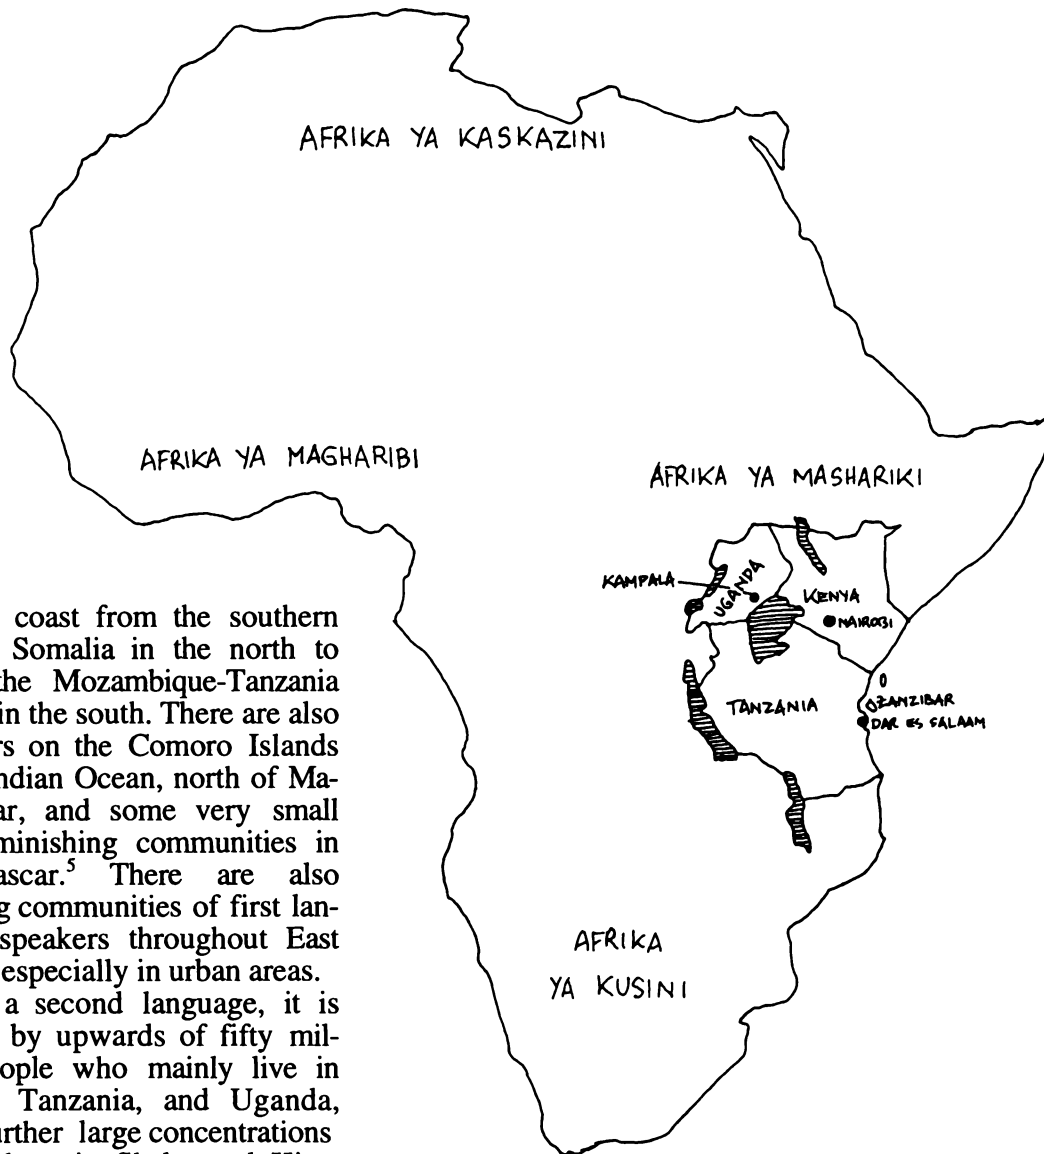 AFRIKA YA KASKAZINI
AFRIKA YA MAGHARIBI
AFRIKA YA MASHARIKI
KAMPALA
UGANDA
KENYA
NAIROBI
TANZANIA
ZANZIBAR
DAR ES SALAAM
AFRIKA
YA KUSINI
coast from the southern
Somalia in the north to
the Mozambique-Tanzania
in the south. There are also
rs on the Comoro Islands
ndian Ocean, north of Ma-
ar, and some very small
minishing communities in
ascar.⁵ There are also
g communities of first lan-
speakers throughout East
especially in urban areas.
a second language, it is
by upwards of fifty mil-
ople who mainly live in
Tanzania, and Uganda,
urther large concentrations